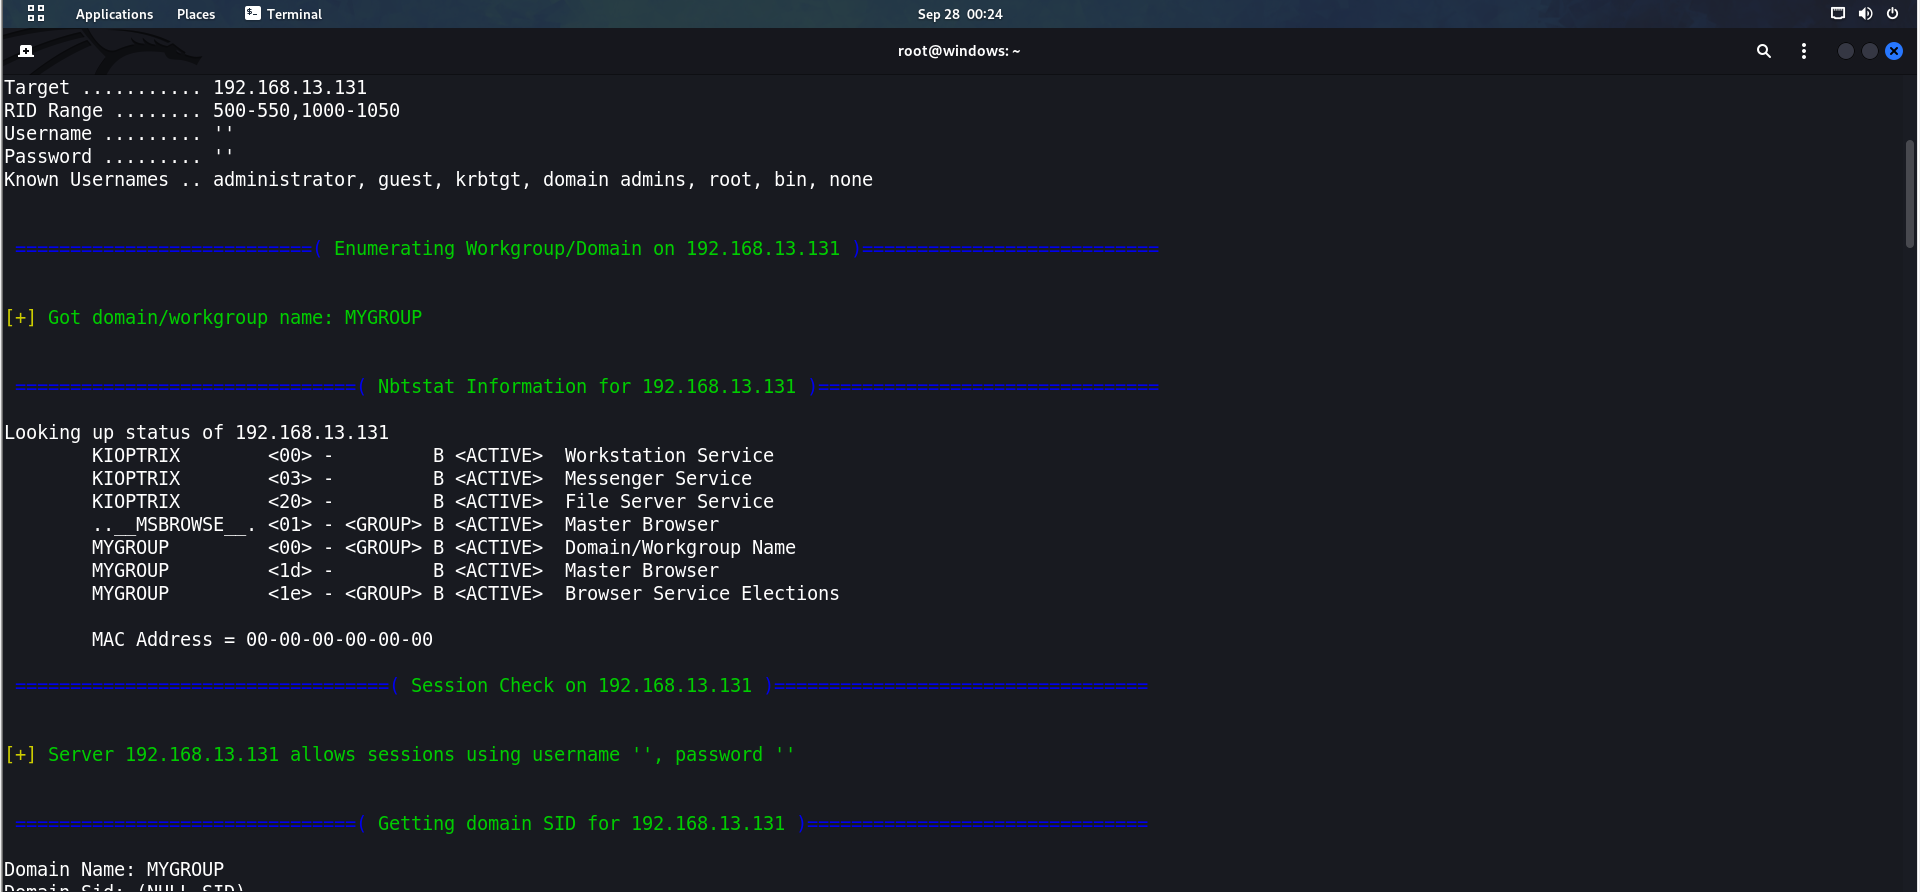 Applications Places Terminal Sep 28 00:24
root@windows: ~
Target ........... 192.168.13.131
RID Range ........ 500-550,1000-1050
Username ......... ''
Password ......... ''
Known Usernames .. administrator, guest, krbtgt, domain admins, root, bin, none
===========================( Enumerating Workgroup/Domain on 192.168.13.131 )===========================
[+] Got domain/workgroup name: MYGROUP
===============================( Nbtstat Information for 192.168.13.131 )===============================
Looking up status of 192.168.13.131
KIOPTRIX        <00> -         B <ACTIVE>  Workstation Service
KIOPTRIX        <03> -         B <ACTIVE>  Messenger Service
KIOPTRIX        <20> -         B <ACTIVE>  File Server Service
..__MSBROWSE__. <01> - <GROUP> B <ACTIVE>  Master Browser
MYGROUP         <00> - <GROUP> B <ACTIVE>  Domain/Workgroup Name
MYGROUP         <1d> -         B <ACTIVE>  Master Browser
MYGROUP         <1e> - <GROUP> B <ACTIVE>  Browser Service Elections
MAC Address = 00-00-00-00-00-00
==================================( Session Check on 192.168.13.131 )==================================
[+] Server 192.168.13.131 allows sessions using username '', password ''
===============================( Getting domain SID for 192.168.13.131 )===============================
Domain Name: MYGROUP
Domain Sid: (NULL SID)